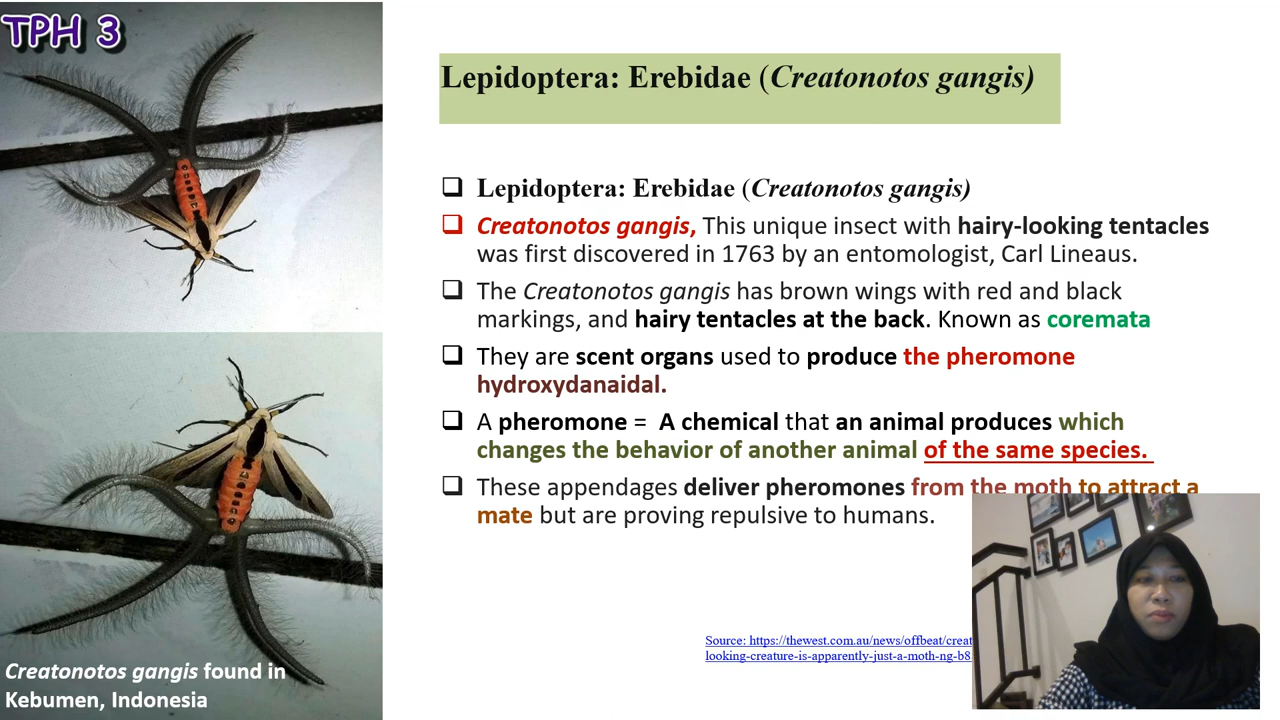 TPH 3
Lepidoptera: Erebidae (Creatonotos gangis)
❑ Lepidoptera: Erebidae (Creatonotos gangis)
❑ Creatonotos gangis, This unique insect with hairy-looking tentacles
was first discovered in 1763 by an entomologist, Carl Lineaus.
❑ The Creatonotos gangis has brown wings with red and black
markings, and hairy tentacles at the back. Known as coremata
❑ They are scent organs used to produce the pheromone
hydroxydanaidal.
❑ A pheromone = A chemical that an animal produces which
changes the behavior of another animal of the same species.
❑ These appendages deliver pheromones from the moth to attract a
mate but are proving repulsive to humans.
Source: https://thewest.com.au/news/offbeat/creat
looking-creature-is-apparently-just-a-moth-ng-b8
Creatonotos gangis found in
Kebumen, Indonesia